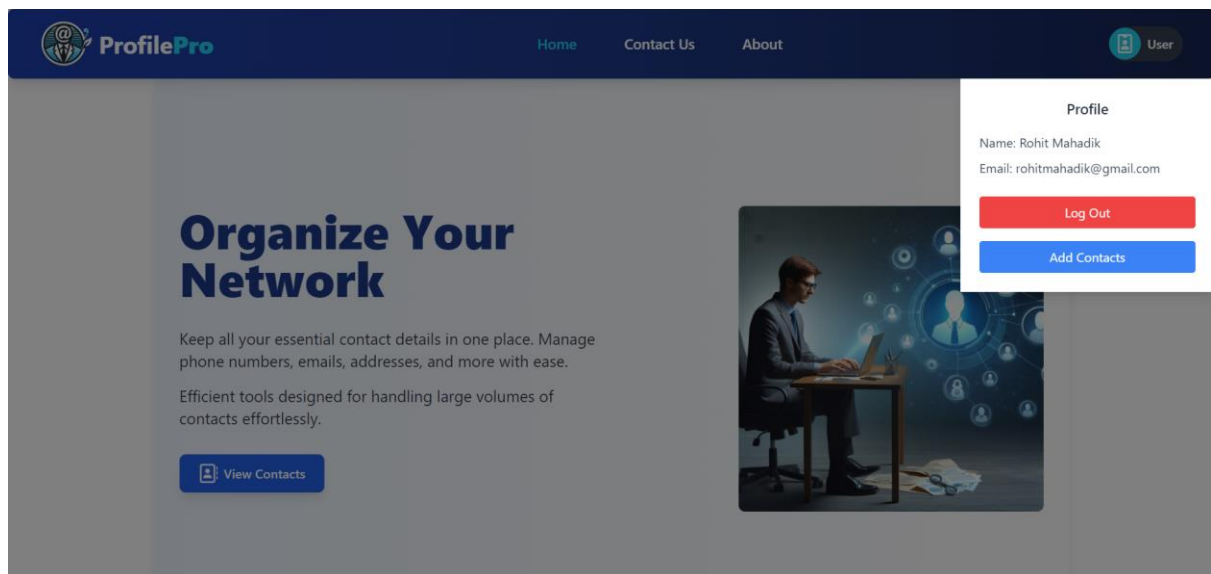 ProfilePro
Home Contact Us About
User
Profile
Name: Rohit Mahadik
Email: rohitmahadik@gmail.com
Log Out
Add Contacts
Organize Your
Network
Keep all your essential contact details in one place. Manage
phone numbers, emails, addresses, and more with ease.
Efficient tools designed for handling large volumes of
contacts effortlessly.
View Contacts